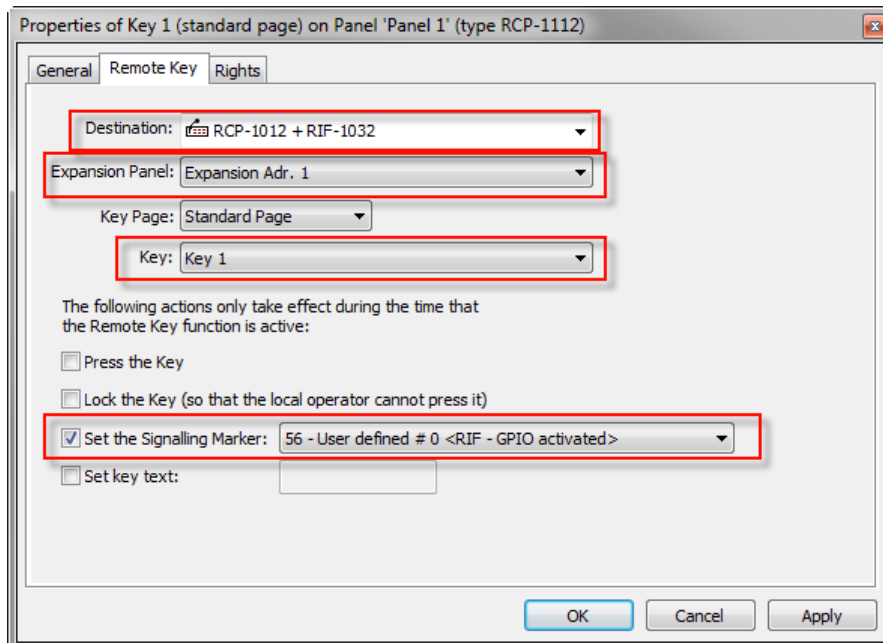 Properties of Key 1 (standard page) on Panel 'Panel 1' (type RCP-1112)
General Remote Key Rights
Destination: RCP-1012 + RIF-1032
Expansion Panel: Expansion Adr. 1
Key Page: Standard Page
Key: Key 1
The following actions only take effect during the time that
the Remote Key function is active:
Press the Key
Lock the Key (so that the local operator cannot press it)
Set the Signalling Marker: 56 - User defined # 0 <RIF - GPIO activated>
Set key text:
OK Cancel Apply